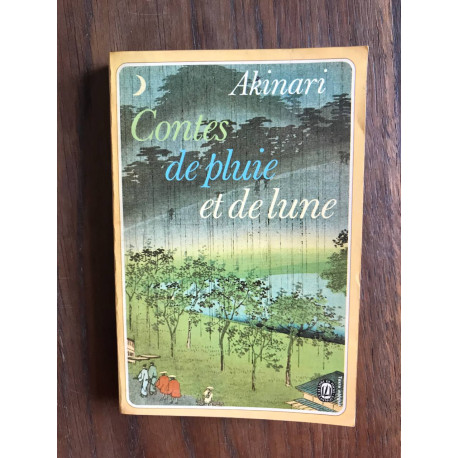 Akinari
Contes
de pluie
et de lune